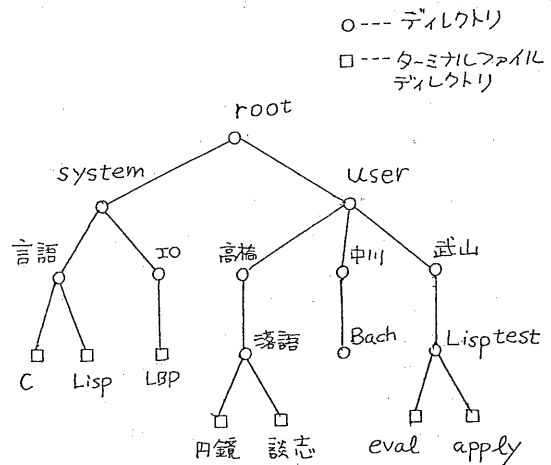 ○---ディレクトリ
□---ターミナルファイル
ディレクトリ
root
system
user
言語
IO
高橋
中川
武山
落語
Bach
Lisptest
C
Lisp
LBP
円鏡
談志
eval
apply